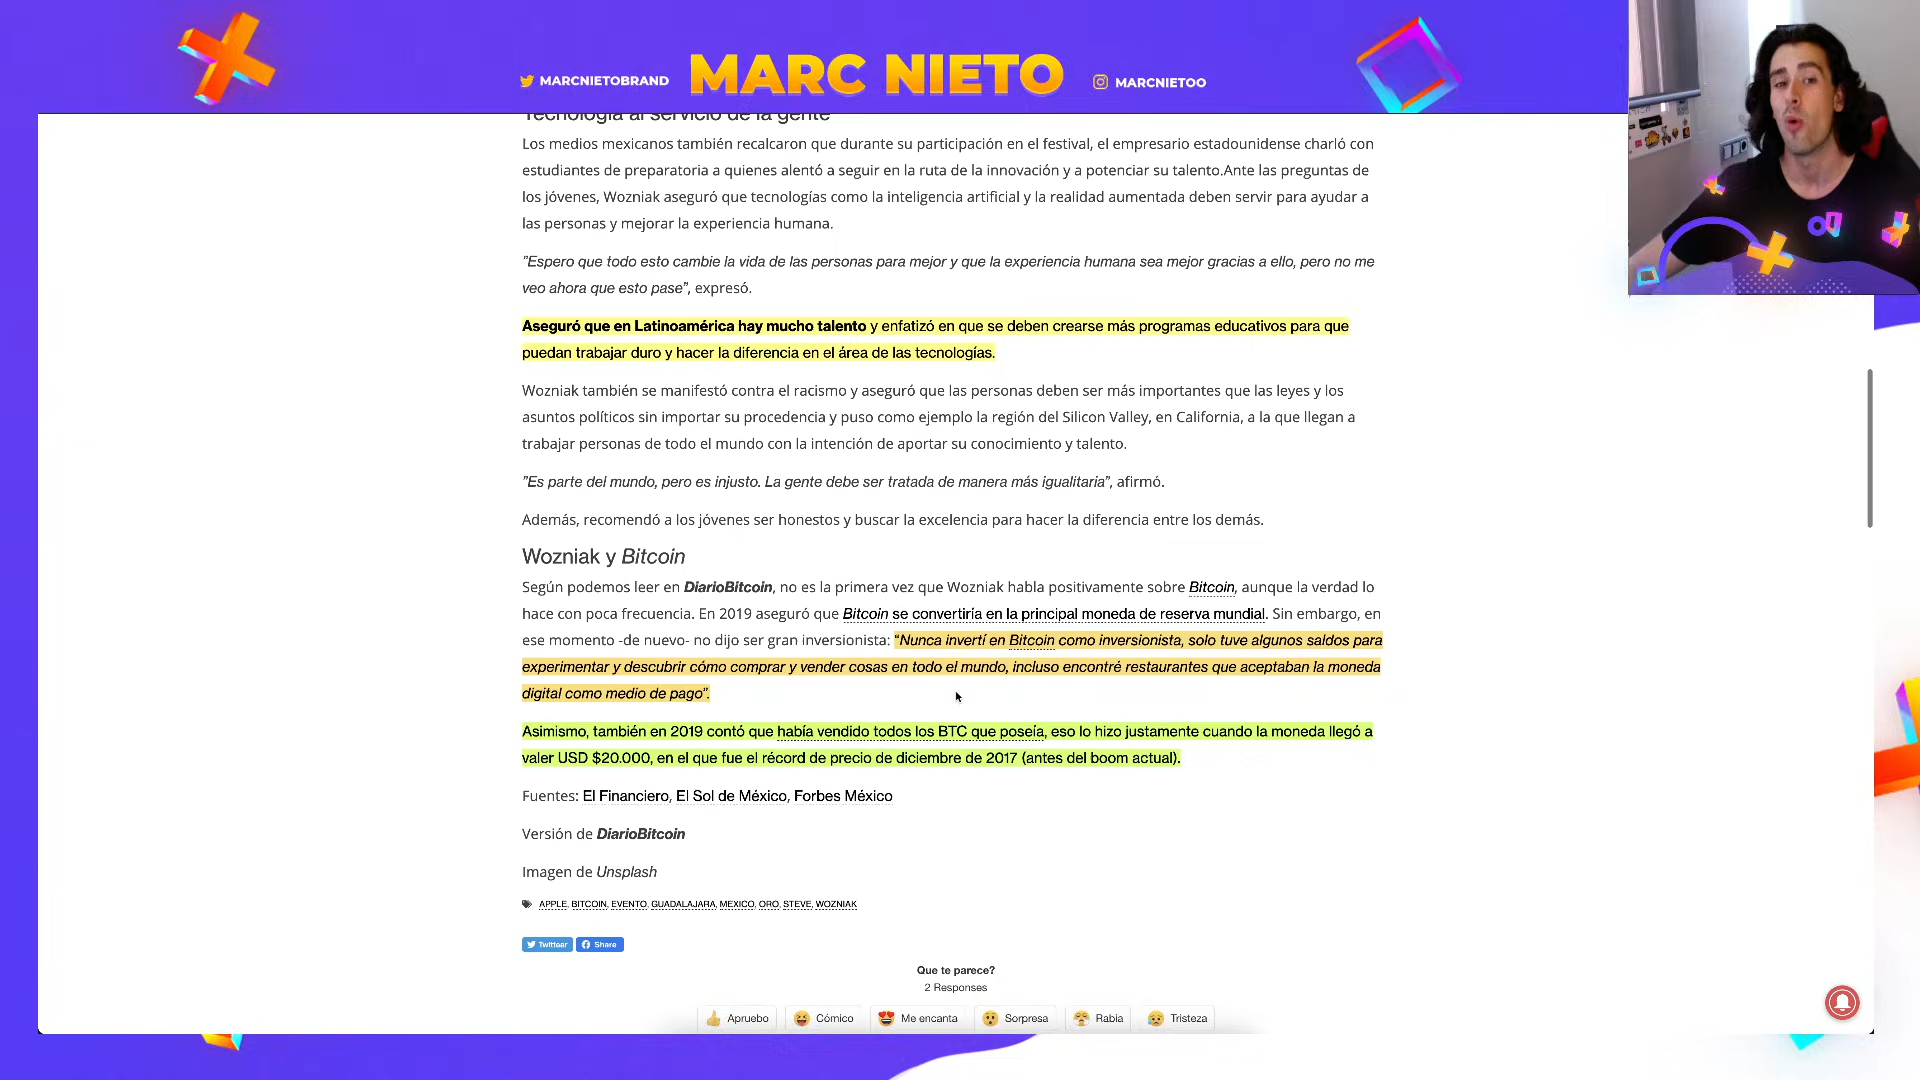 MARCNIETOBRAND
MARC NIETO
MARCNIETOO
Tecnología al servicio de la gente
Los medios mexicanos también recalcaron que durante su participación en el festival, el empresario estadounidense charló con
estudiantes de preparatoria a quienes alentó a seguir en la ruta de la innovación y a potenciar su talento.Ante las preguntas de
los jóvenes, Wozniak aseguró que tecnologías como la inteligencia artificial y la realidad aumentada deben servir para ayudar a
las personas y mejorar la experiencia humana.
"Espero que todo esto cambie la vida de las personas para mejor y que la experiencia humana sea mejor gracias a ello, pero no me
veo ahora que esto pase", expresó.
Aseguró que en Latinoamérica hay mucho talento y enfatizó en que se deben crearse más programas educativos para que
puedan trabajar duro y hacer la diferencia en el área de las tecnologías.
Wozniak también se manifestó contra el racismo y aseguró que las personas deben ser más importantes que las leyes y los
asuntos políticos sin importar su procedencia y puso como ejemplo la región del Silicon Valley, en California, a la que llegan a
trabajar personas de todo el mundo con la intención de aportar su conocimiento y talento.
"Es parte del mundo, pero es injusto. La gente debe ser tratada de manera más igualitaria", afirmó.
Además, recomendó a los jóvenes ser honestos y buscar la excelencia para hacer la diferencia entre los demás.
Wozniak y Bitcoin
Según podemos leer en DiarioBitcoin, no es la primera vez que Wozniak habla positivamente sobre Bitcoin, aunque la verdad lo
hace con poca frecuencia. En 2019 aseguró que Bitcoin se convertiría en la principal moneda de reserva mundial. Sin embargo, en
ese momento -de nuevo- no dijo ser gran inversionista: "Nunca invertí en Bitcoin como inversionista, solo tuve algunos saldos para
experimentar y descubrir cómo comprar y vender cosas en todo el mundo, incluso encontré restaurantes que aceptaban la moneda
digital como medio de pago".
Asimismo, también en 2019 contó que había vendido todos los BTC que poseía, eso lo hizo justamente cuando la moneda llegó a
valer USD $20.000, en el que fue el récord de precio de diciembre de 2017 (antes del boom actual).
Fuentes: El Financiero, El Sol de México, Forbes México
Versión de DiarioBitcoin
Imagen de Unsplash
APPLE, BITCOIN, EVENTO, GUADALAJARA, MEXICO, ORO, STEVE, WOZNIAK
Twittear Share
Que te parece?
2 Responses
Apruebo Cómico Me encanta Sorpresa Rabia Tristeza